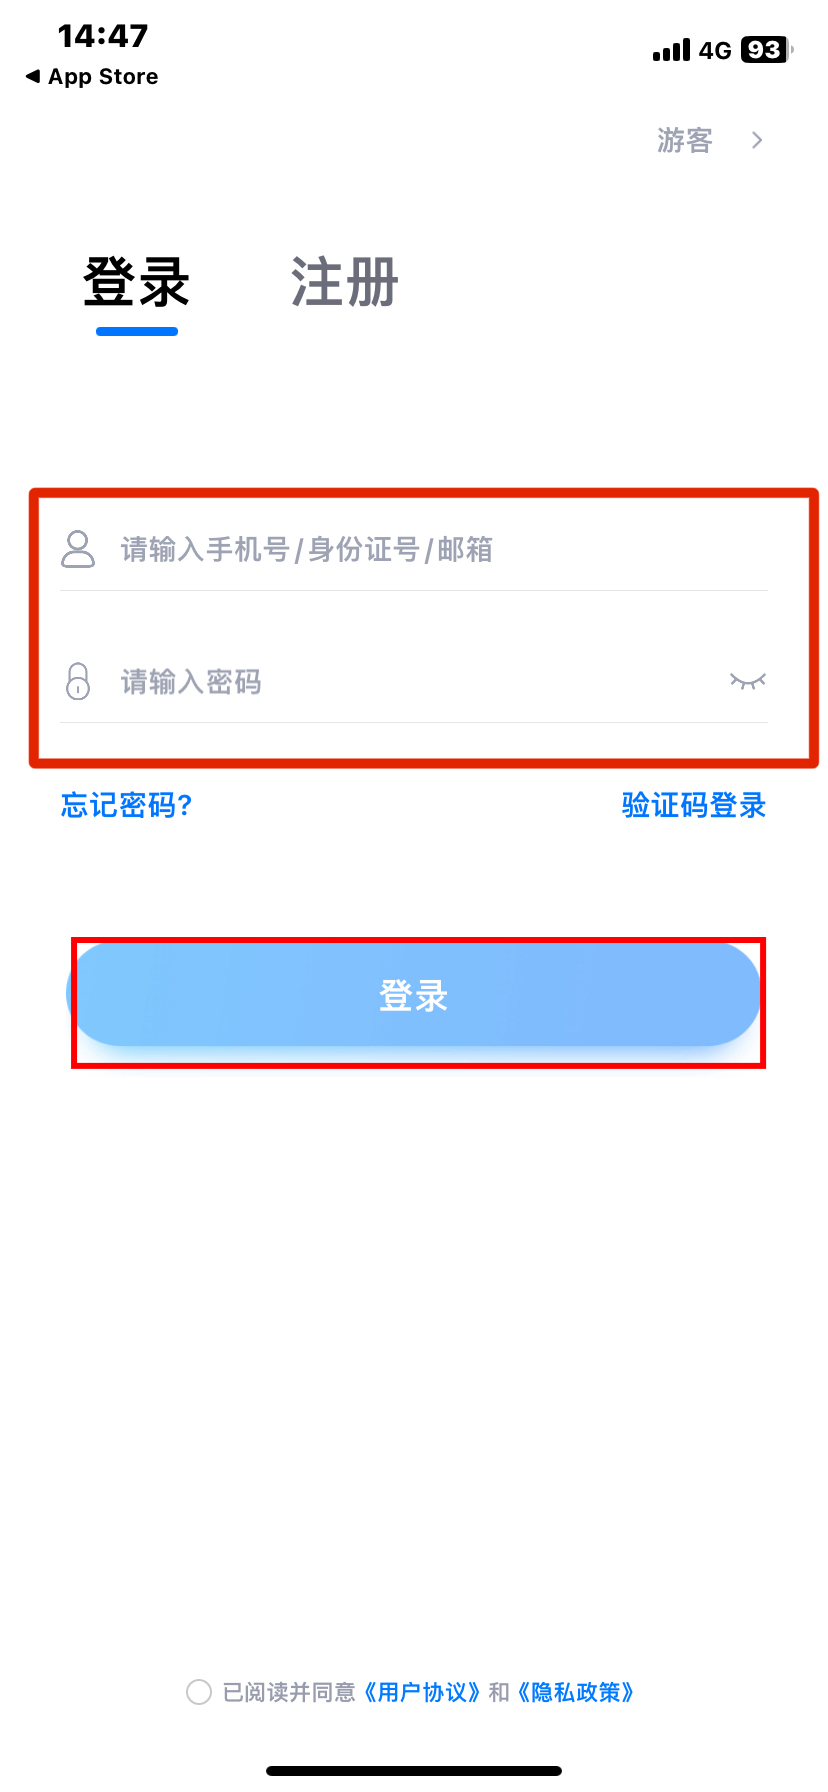 14:47
4G 93
◀ App Store
游客
登录 注册
请输入手机号/身份证号/邮箱
请输入密码
忘记密码? 验证码登录
登录
已阅读并同意《用户协议》和《隐私政策》